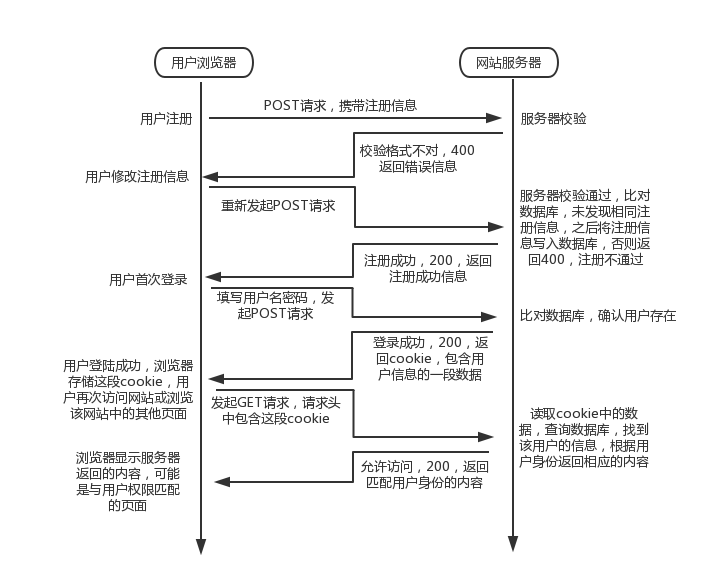 用户浏览器
网站服务器
POST请求，携带注册信息
用户注册
服务器校验
校验格式不对，400
返回错误信息
用户修改注册信息
重新发起POST请求
服务器校验通过，比对
数据库，未发现相同注
册信息，之后将注册信
息写入数据库，否则返
回400，注册不通过
注册成功，200，返回
注册成功信息
用户首次登录
填写用户名密码，发
起POST请求
比对数据库，确认用户存在
登录成功，200，返
回cookie，包含用
户信息的一段数据
用户登陆成功，浏览器
存储这段cookie，用
户再次访问网站或浏览
该网站中的其他页面
发起GET请求，请求头
中包含这段cookie
读取cookie中的数
据，查询数据库，找到
该用户的信息，根据用
户身份返回相应的内容
浏览器显示服务器
返回的内容，可能
是与用户权限匹配
的页面
允许访问，200，返回
匹配用户身份的内容